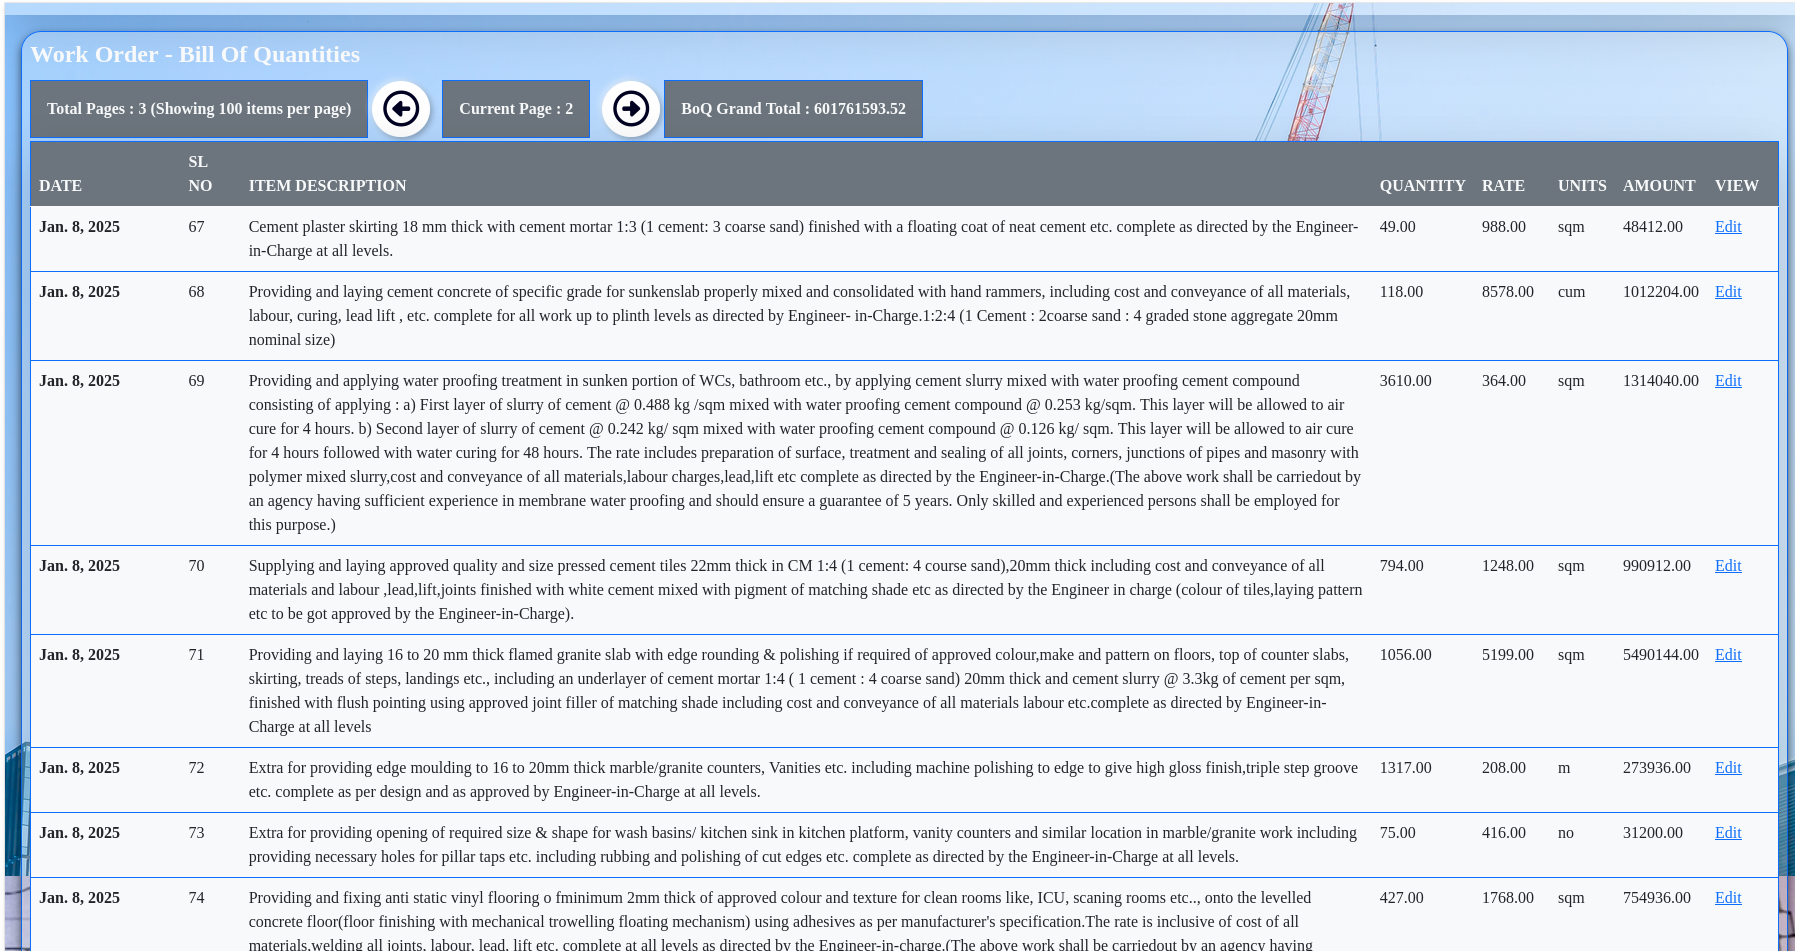 Work Order - Bill Of Quantities
Total Pages : 3 (Showing 100 items per page)
Current Page : 2
BoQ Grand Total : 601761593.52
DATE SL NO ITEM DESCRIPTION QUANTITY RATE UNITS AMOUNT VIEW
Jan. 8, 2025 67 Cement plaster skirting 18 mm thick with cement mortar 1:3 (1 cement: 3 coarse sand) finished with a floating coat of neat cement etc. complete as directed by the Engineer- 49.00 988.00 sqm 48412.00 Edit
in-Charge at all levels.
Jan. 8, 2025 68 Providing and laying cement concrete of specific grade for sunkenslab properly mixed and consolidated with hand rammers, including cost and conveyance of all materials, 118.00 8578.00 cum 1012204.00 Edit
labour, curing, lead lift , etc. complete for all work up to plinth levels as directed by Engineer- in-Charge.1:2:4 (1 Cement : 2coarse sand : 4 graded stone aggregate 20mm
nominal size)
Jan. 8, 2025 69 Providing and applying water proofing treatment in sunken portion of WCs, bathroom etc., by applying cement slurry mixed with water proofing cement compound 3610.00 364.00 sqm 1314040.00 Edit
consisting of applying : a) First layer of slurry of cement @ 0.488 kg /sqm mixed with water proofing cement compound @ 0.253 kg/sqm. This layer will be allowed to air
cure for 4 hours. b) Second layer of slurry of cement @ 0.242 kg/ sqm mixed with water proofing cement compound @ 0.126 kg/ sqm. This layer will be allowed to air cure
for 4 hours followed with water curing for 48 hours. The rate includes preparation of surface, treatment and sealing of all joints, corners, junctions of pipes and masonry with
polymer mixed slurry,cost and conveyance of all materials,labour charges,lead,lift etc complete as directed by the Engineer-in-Charge.(The above work shall be carriedout by
an agency having sufficient experience in membrane water proofing and should ensure a guarantee of 5 years. Only skilled and experienced persons shall be employed for
this purpose.)
Jan. 8, 2025 70 Supplying and laying approved quality and size pressed cement tiles 22mm thick in CM 1:4 (1 cement: 4 course sand),20mm thick including cost and conveyance of all 794.00 1248.00 sqm 990912.00 Edit
materials and labour ,lead,lift,joints finished with white cement mixed with pigment of matching shade etc as directed by the Engineer in charge (colour of tiles,laying pattern
etc to be got approved by the Engineer-in-Charge).
Jan. 8, 2025 71 Providing and laying 16 to 20 mm thick flamed granite slab with edge rounding & polishing if required of approved colour,make and pattern on floors, top of counter slabs, 1056.00 5199.00 sqm 5490144.00 Edit
skirting, treads of steps, landings etc., including an underlayer of cement mortar 1:4 ( 1 cement : 4 coarse sand) 20mm thick and cement slurry @ 3.3kg of cement per sqm,
finished with flush pointing using approved joint filler of matching shade including cost and conveyance of all materials labour etc.complete as directed by Engineer-in-
Charge at all levels
Jan. 8, 2025 72 Extra for providing edge moulding to 16 to 20mm thick marble/granite counters, Vanities etc. including machine polishing to edge to give high gloss finish,triple step groove 1317.00 208.00 m 273936.00 Edit
etc. complete as per design and as approved by Engineer-in-Charge at all levels.
Jan. 8, 2025 73 Extra for providing opening of required size & shape for wash basins/ kitchen sink in kitchen platform, vanity counters and similar location in marble/granite work including 75.00 416.00 no 31200.00 Edit
providing necessary holes for pillar taps etc. including rubbing and polishing of cut edges etc. complete as directed by the Engineer-in-Charge at all levels.
Jan. 8, 2025 74 Providing and fixing anti static vinyl flooring o fminimum 2mm thick of approved colour and texture for clean rooms like, ICU, scaning rooms etc.., onto the levelled 427.00 1768.00 sqm 754936.00 Edit
concrete floor(floor finishing with mechanical trowelling floating mechanism) using adhesives as per manufacturer's specification.The rate is inclusive of cost of all
materials,welding all joints, labour, lead, lift etc. complete at all levels as directed by the Engineer-in-charge.(The above work shall be carriedout by an agency having